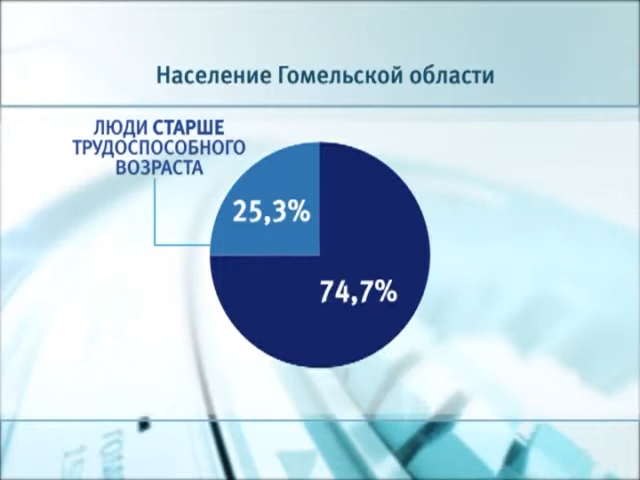 Население Гомельской области
ЛЮДИ СТАРШЕ
ТРУДОСПОСОБНОГО
ВОЗРАСТА
25,3%
74,7%